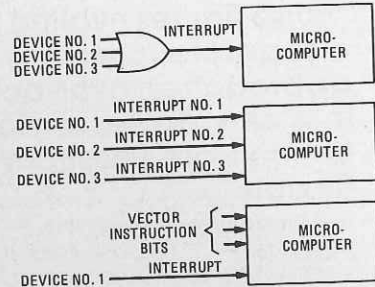 DEVICE NO. 1
DEVICE NO. 2
DEVICE NO. 3
INTERRUPT
MICRO-
COMPUTER
INTERRUPT NO. 1
DEVICE NO. 1
INTERRUPT NO. 2
DEVICE NO. 2
INTERRUPT NO. 3
DEVICE NO. 3
MICRO-
COMPUTER
VECTOR
INSTRUCTION
BITS
MICRO-
COMPUTER
INTERRUPT
DEVICE NO. 1